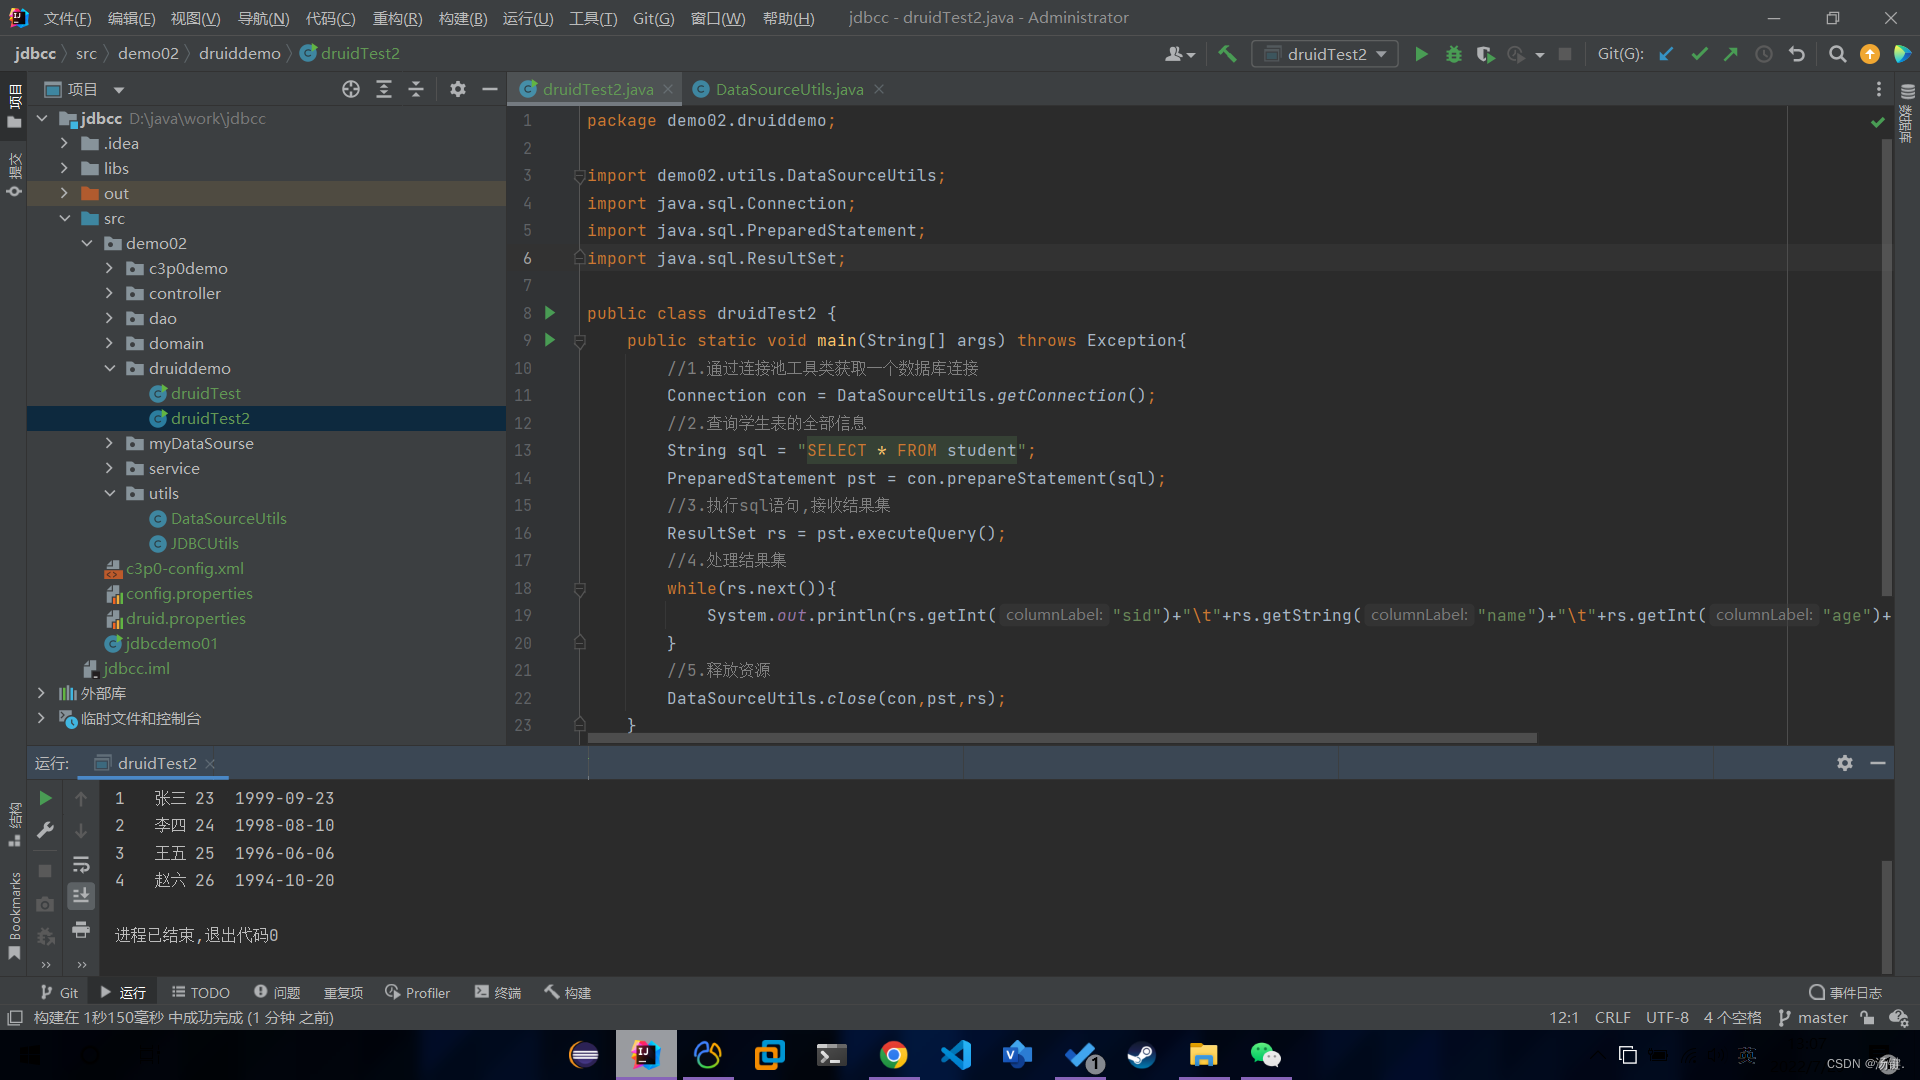 文件(F) 编辑(E) 视图(V) 导航(N) 代码(C) 重构(R) 构建(B) 运行(U) 工具(T) Git(G) 窗口(W) 帮助(H) jdbcc - druidTest2.java - Administrator
jdbcc src demo02 druiddemo druidTest2 druidTest2 Git(G):
项目
提交
项目
jdbcc D:\java\work\jdbcc
.idea
libs
out
src
demo02
c3p0demo
controller
dao
domain
druiddemo
druidTest
druidTest2
myDataSourse
service
utils
DataSourceUtils
JDBCUtils
c3p0-config.xml
config.properties
druid.properties
jdbcdemo01
jdbcc.iml
外部库
临时文件和控制台
druidTest2.java DataSourceUtils.java
数据库
1 package demo02.druiddemo;
2
3 import demo02.utils.DataSourceUtils;
4 import java.sql.Connection;
5 import java.sql.PreparedStatement;
6 import java.sql.ResultSet;
7
8 public class druidTest2 {
9 public static void main(String[] args) throws Exception{
10 //1.通过连接池工具类获取一个数据库连接
11 Connection con = DataSourceUtils.getConnection();
12 //2.查询学生表的全部信息
13 String sql = "SELECT * FROM student";
14 PreparedStatement pst = con.prepareStatement(sql);
15 //3.执行sql语句,接收结果集
16 ResultSet rs = pst.executeQuery();
17 //4.处理结果集
18 while(rs.next()){
19 System.out.println(rs.getInt( columnLabel: "sid")+"\t"+rs.getString( columnLabel: "name")+"\t"+rs.getInt( columnLabel: "age")+
20 }
21 //5.释放资源
22 DataSourceUtils.close(con,pst,rs);
23 }
运行: druidTest2
结构
Bookmarks
1 张三 23 1999-09-23
2 李四 24 1998-08-10
3 王五 25 1996-06-06
4 赵六 26 1994-10-20
进程已结束,退出代码0
Git 运行 TODO 问题 重复项 Profiler 终端 构建 事件日志
构建在 1秒150毫秒 中成功完成 (1 分钟 之前) 12:1 CRLF UTF-8 4 个空格 master
1
英
CSDN @汤键.